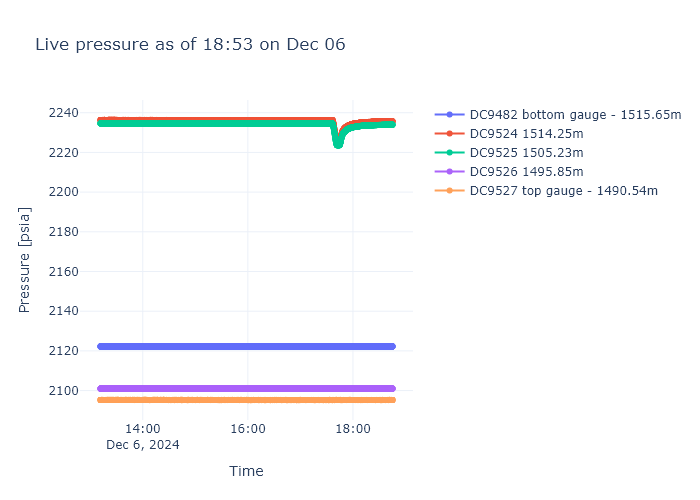 Live pressure as of 18:53 on Dec 06
2240
2220
2200
2180
2160
2140
2120
2100
Pressure [psia]
14:00
Dec 6, 2024
16:00
18:00
Time
DC9482 bottom gauge - 1515.65m
DC9524 1514.25m
DC9525 1505.23m
DC9526 1495.85m
DC9527 top gauge - 1490.54m